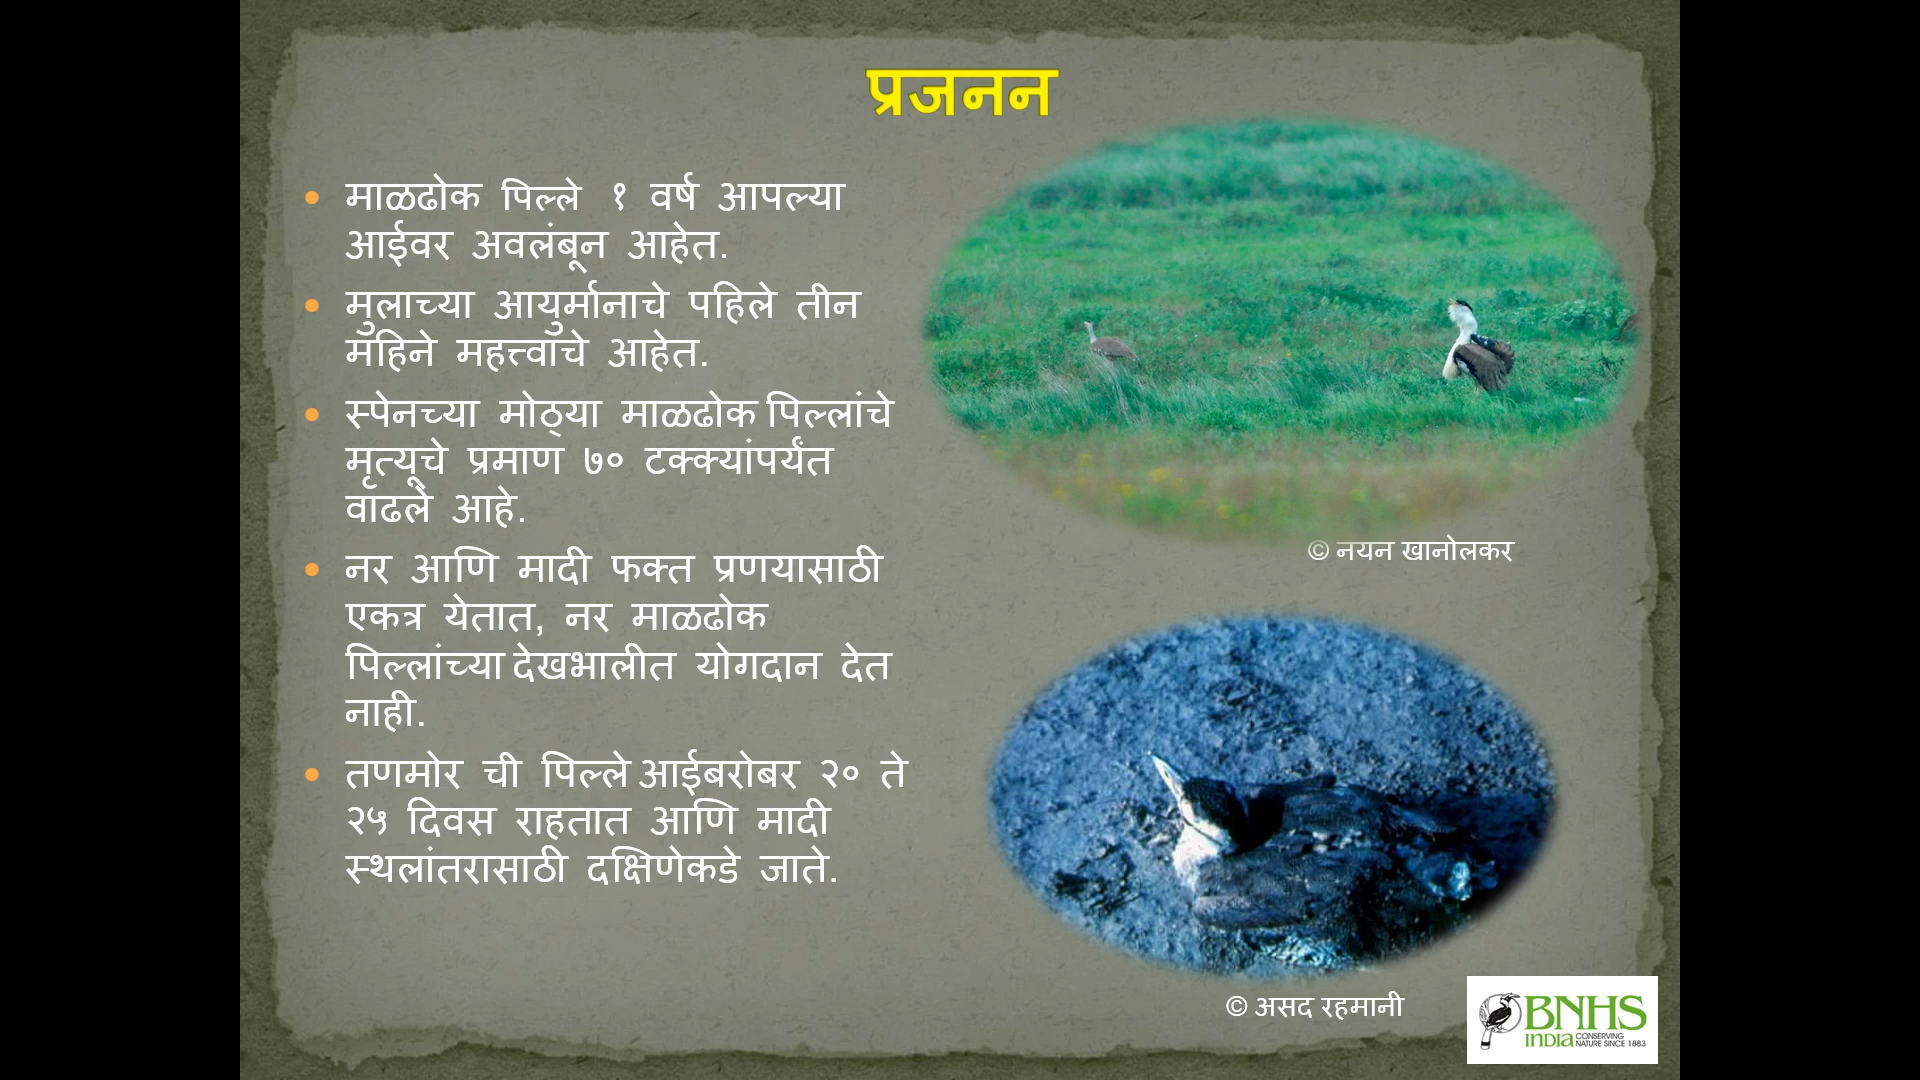 प्रजनन
माळढोक पिल्ले १ वर्ष आपल्या
आईवर अवलंबून आहेत.
मुलाच्या आयुर्मानाचे पहिले तीन
महिने महत्त्वाचे आहेत.
स्पेनच्या मोठ्या माळढोक पिल्लांचे
मृत्यूचे प्रमाण ७० टक्क्यांपर्यंत
वाढले आहे.
नर आणि मादी फक्त प्रणयासाठी
एकत्र येतात, नर माळढोक
पिल्लांच्या देखभालीत योगदान देत
नाही.
तणमोर ची पिल्ले आईबरोबर २० ते
२५ दिवस राहतात आणि मादी
स्थलांतरासाठी दक्षिणेकडे जाते.
© नयन खानोलकर
© असद रहमानी
BNHS
INDIA CONSERVING
NATURE SINCE 1883